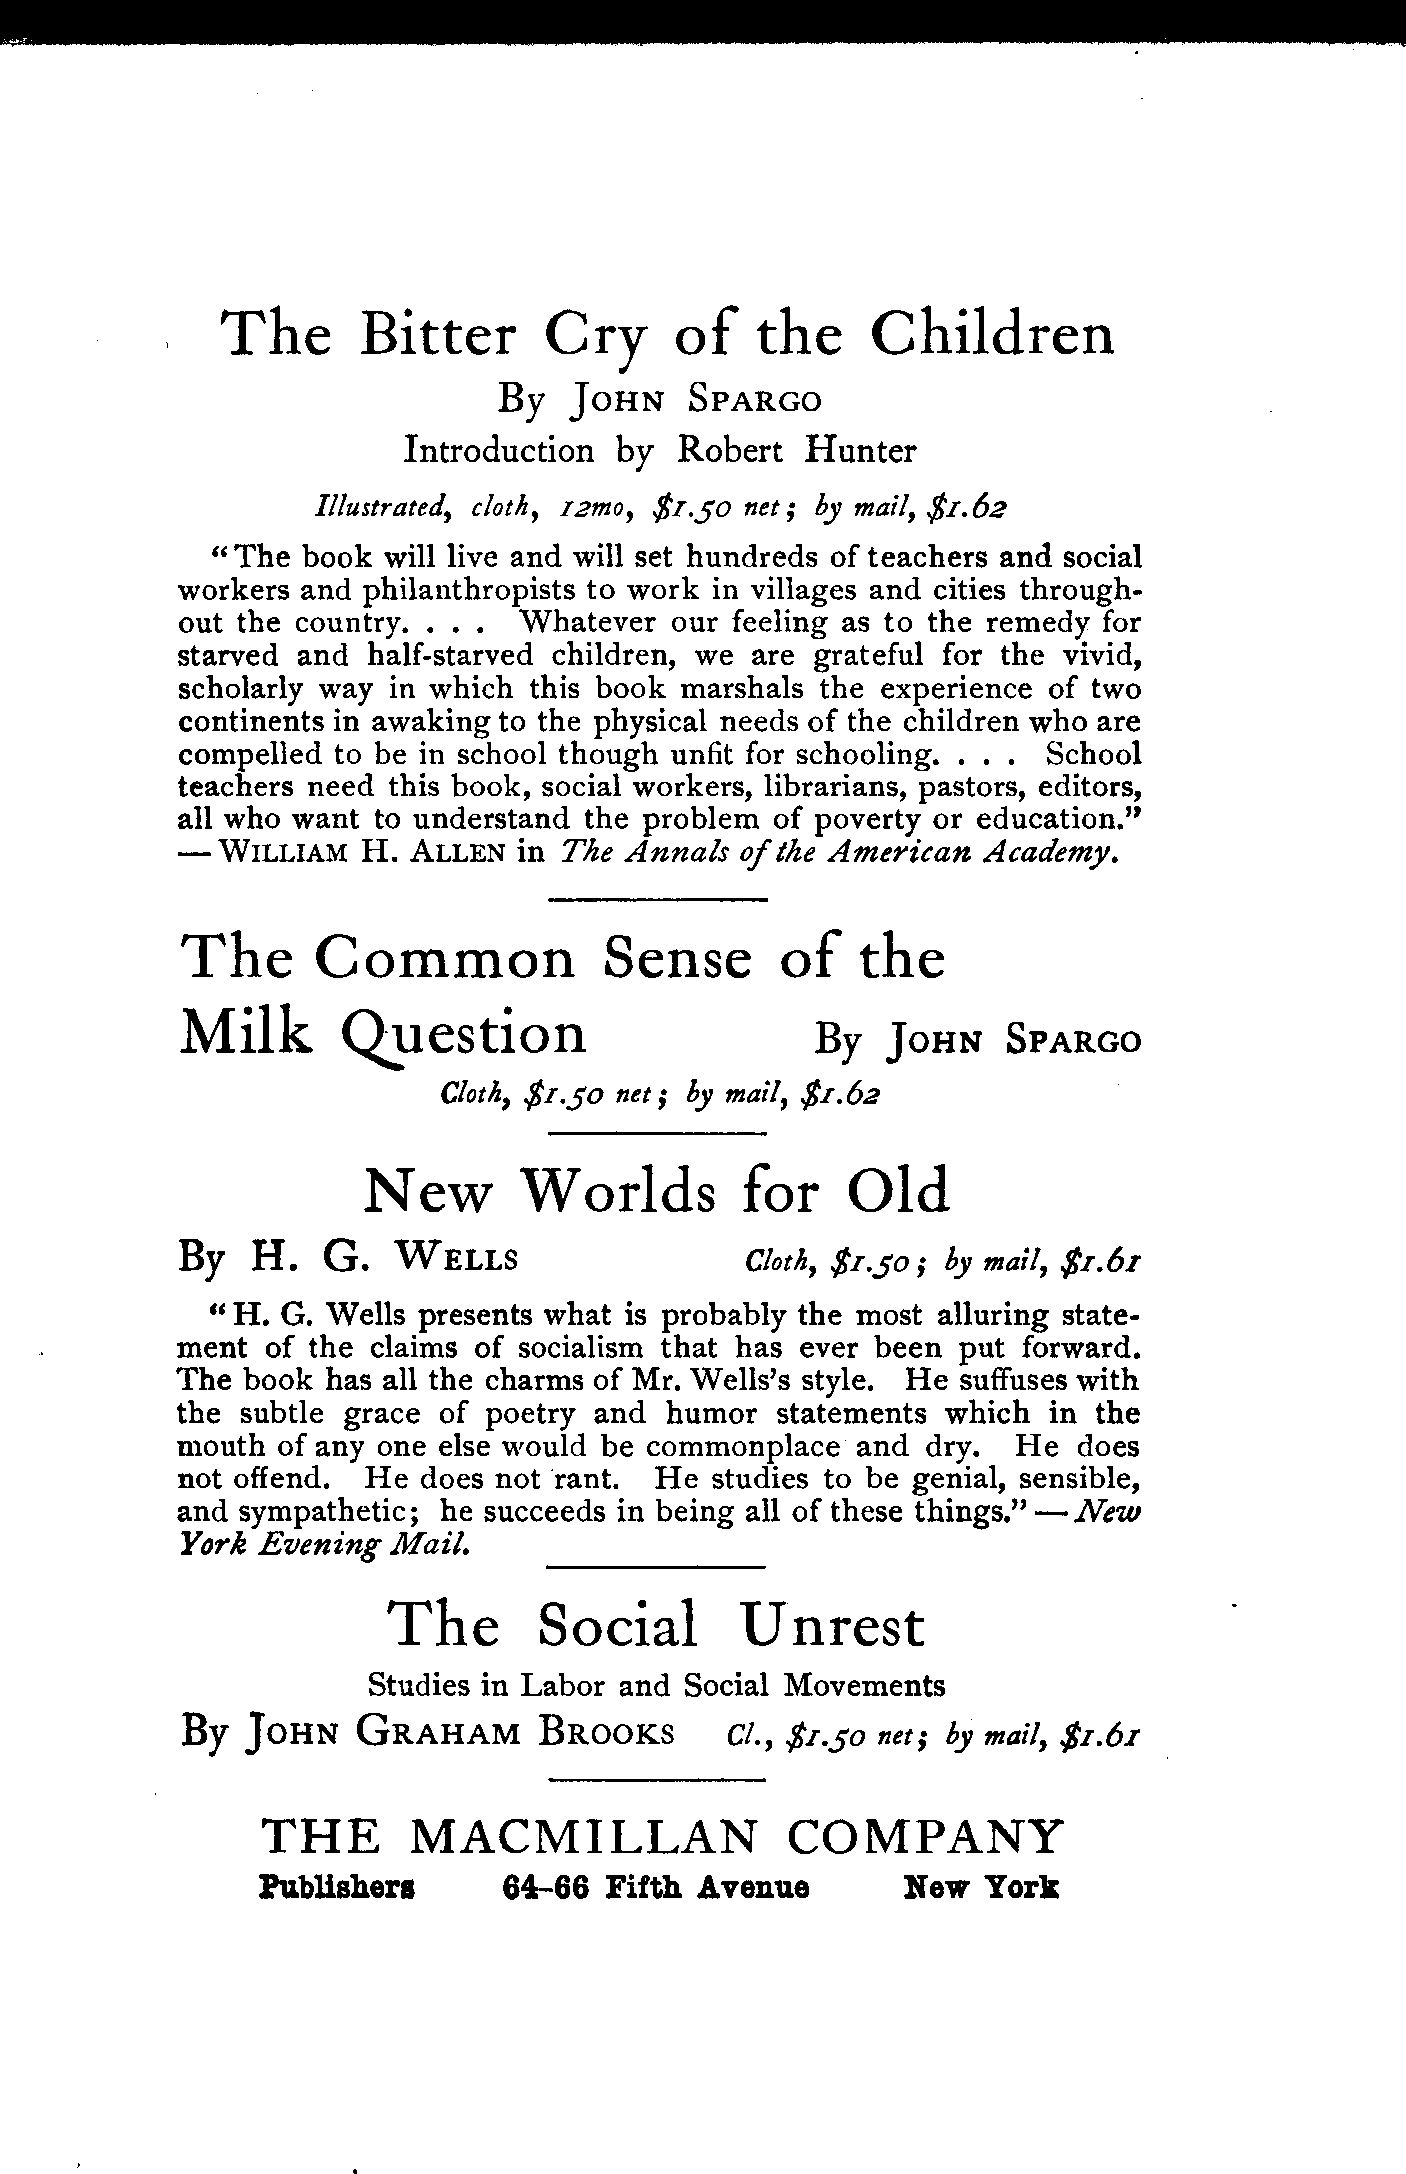 The Bitter Cry of the Children
By JOHN SPARGO
Introduction by Robert Hunter
Illustrated, cloth, 12mo, $1.50 net; by mail, $1.62
"The book will live and will set hundreds of teachers and social
workers and philanthropists to work in villages and cities through-
out the country. . . . Whatever our feeling as to the remedy for
starved and half-starved children, we are grateful for the vivid,
scholarly way in which this book marshals the experience of two
continents in awaking to the physical needs of the children who are
compelled to be in school though unfit for schooling. . . . School
teachers need this book, social workers, librarians, pastors, editors,
all who want to understand the problem of poverty or education."
— WILLIAM H. ALLEN in The Annals of the American Academy.
The Common Sense of the
Milk Question By JOHN SPARGO
Cloth, $1.50 net; by mail, $1.62
New Worlds for Old
By H. G. WELLS Cloth, $1.50; by mail, $1.61
"H. G. Wells presents what is probably the most alluring state-
ment of the claims of socialism that has ever been put forward.
The book has all the charms of Mr. Wells's style. He suffuses with
the subtle grace of poetry and humor statements which in the
mouth of any one else would be commonplace and dry. He does
not offend. He does not rant. He studies to be genial, sensible,
and sympathetic; he succeeds in being all of these things." — New
York Evening Mail.
The Social Unrest
Studies in Labor and Social Movements
By JOHN GRAHAM BROOKS Cl., $1.50 net; by mail, $1.61
THE MACMILLAN COMPANY
Publishers 64–66 Fifth Avenue New York